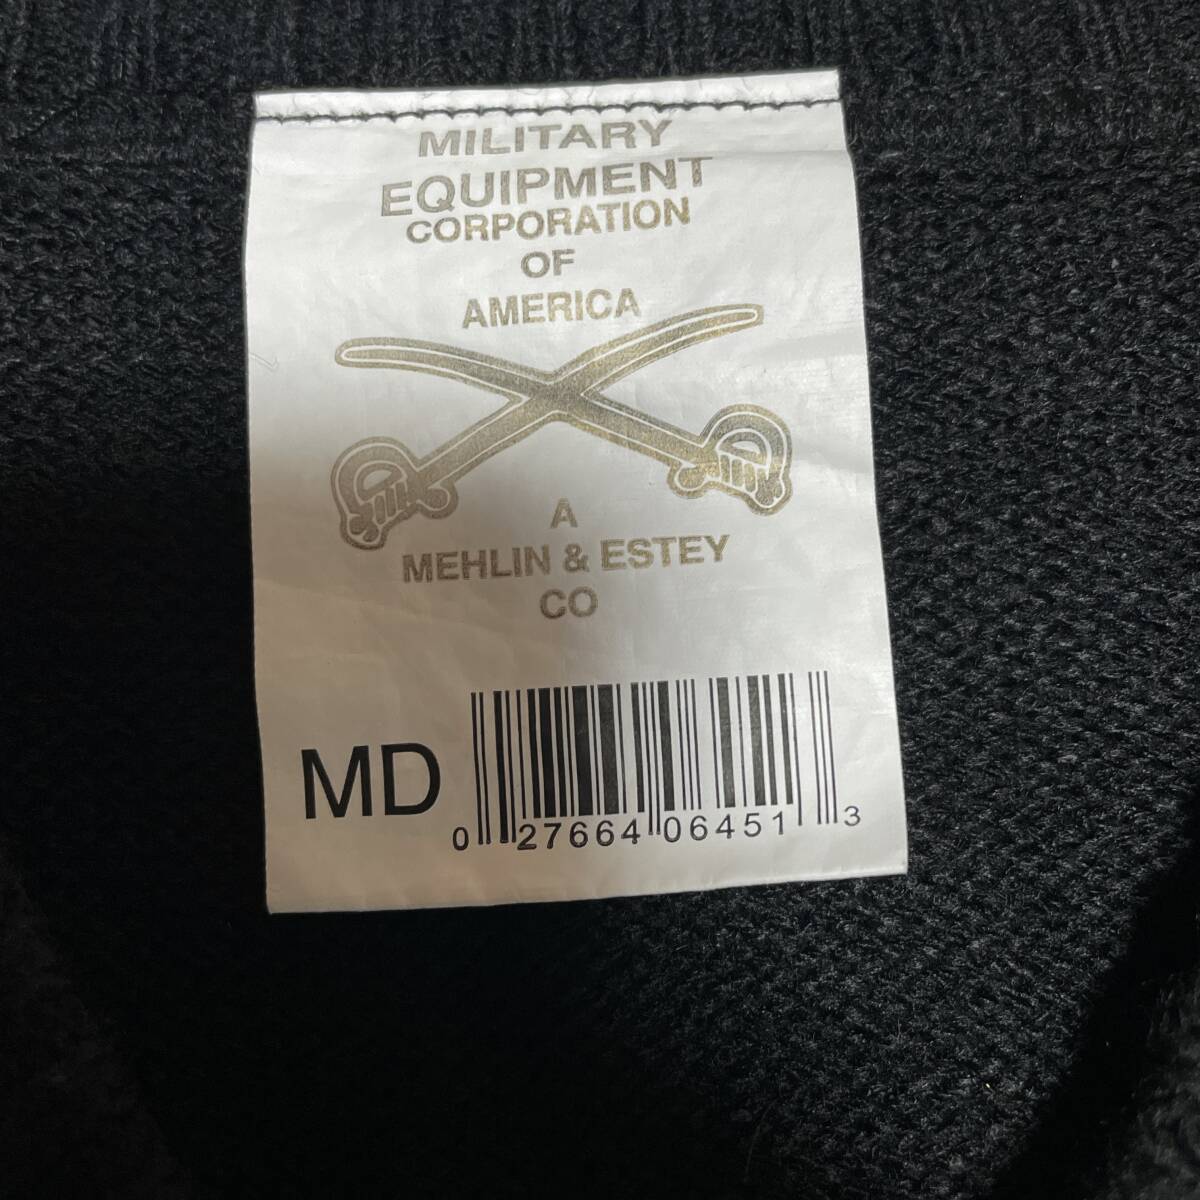 MILITARY
EQUIPMENT
CORPORATION
OF
AMERICA
A
MEHLIN & ESTEY
CO
MD
0 27664 06451 3